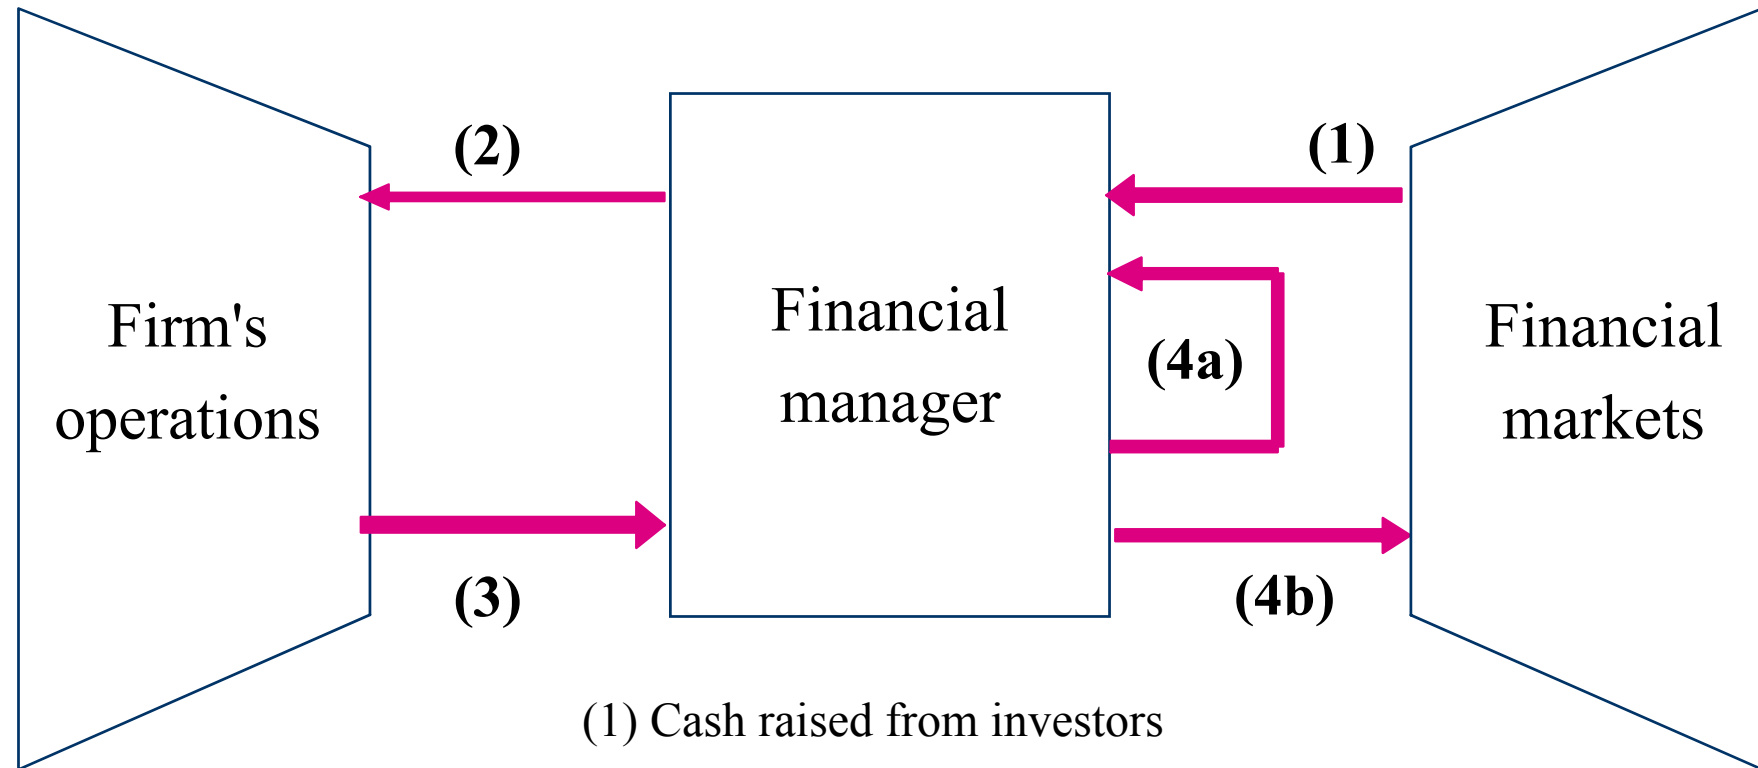 (2)
(1)
Firm's
operations
Financial
manager
(4a)
Financial
markets
(3)
(4b)
(1) Cash raised from investors